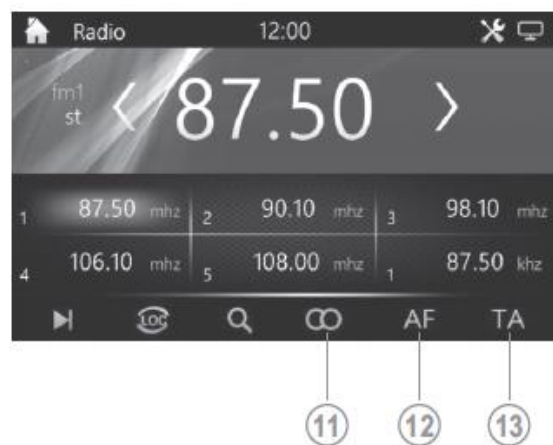 Radio 12:00
fm1 87.50
st
1 87.50 mhz 2 90.10 mhz 3 98.10 mhz
4 106.10 mhz 5 108.00 mhz 1 87.50 khz
LOC AF TA
11 12 13